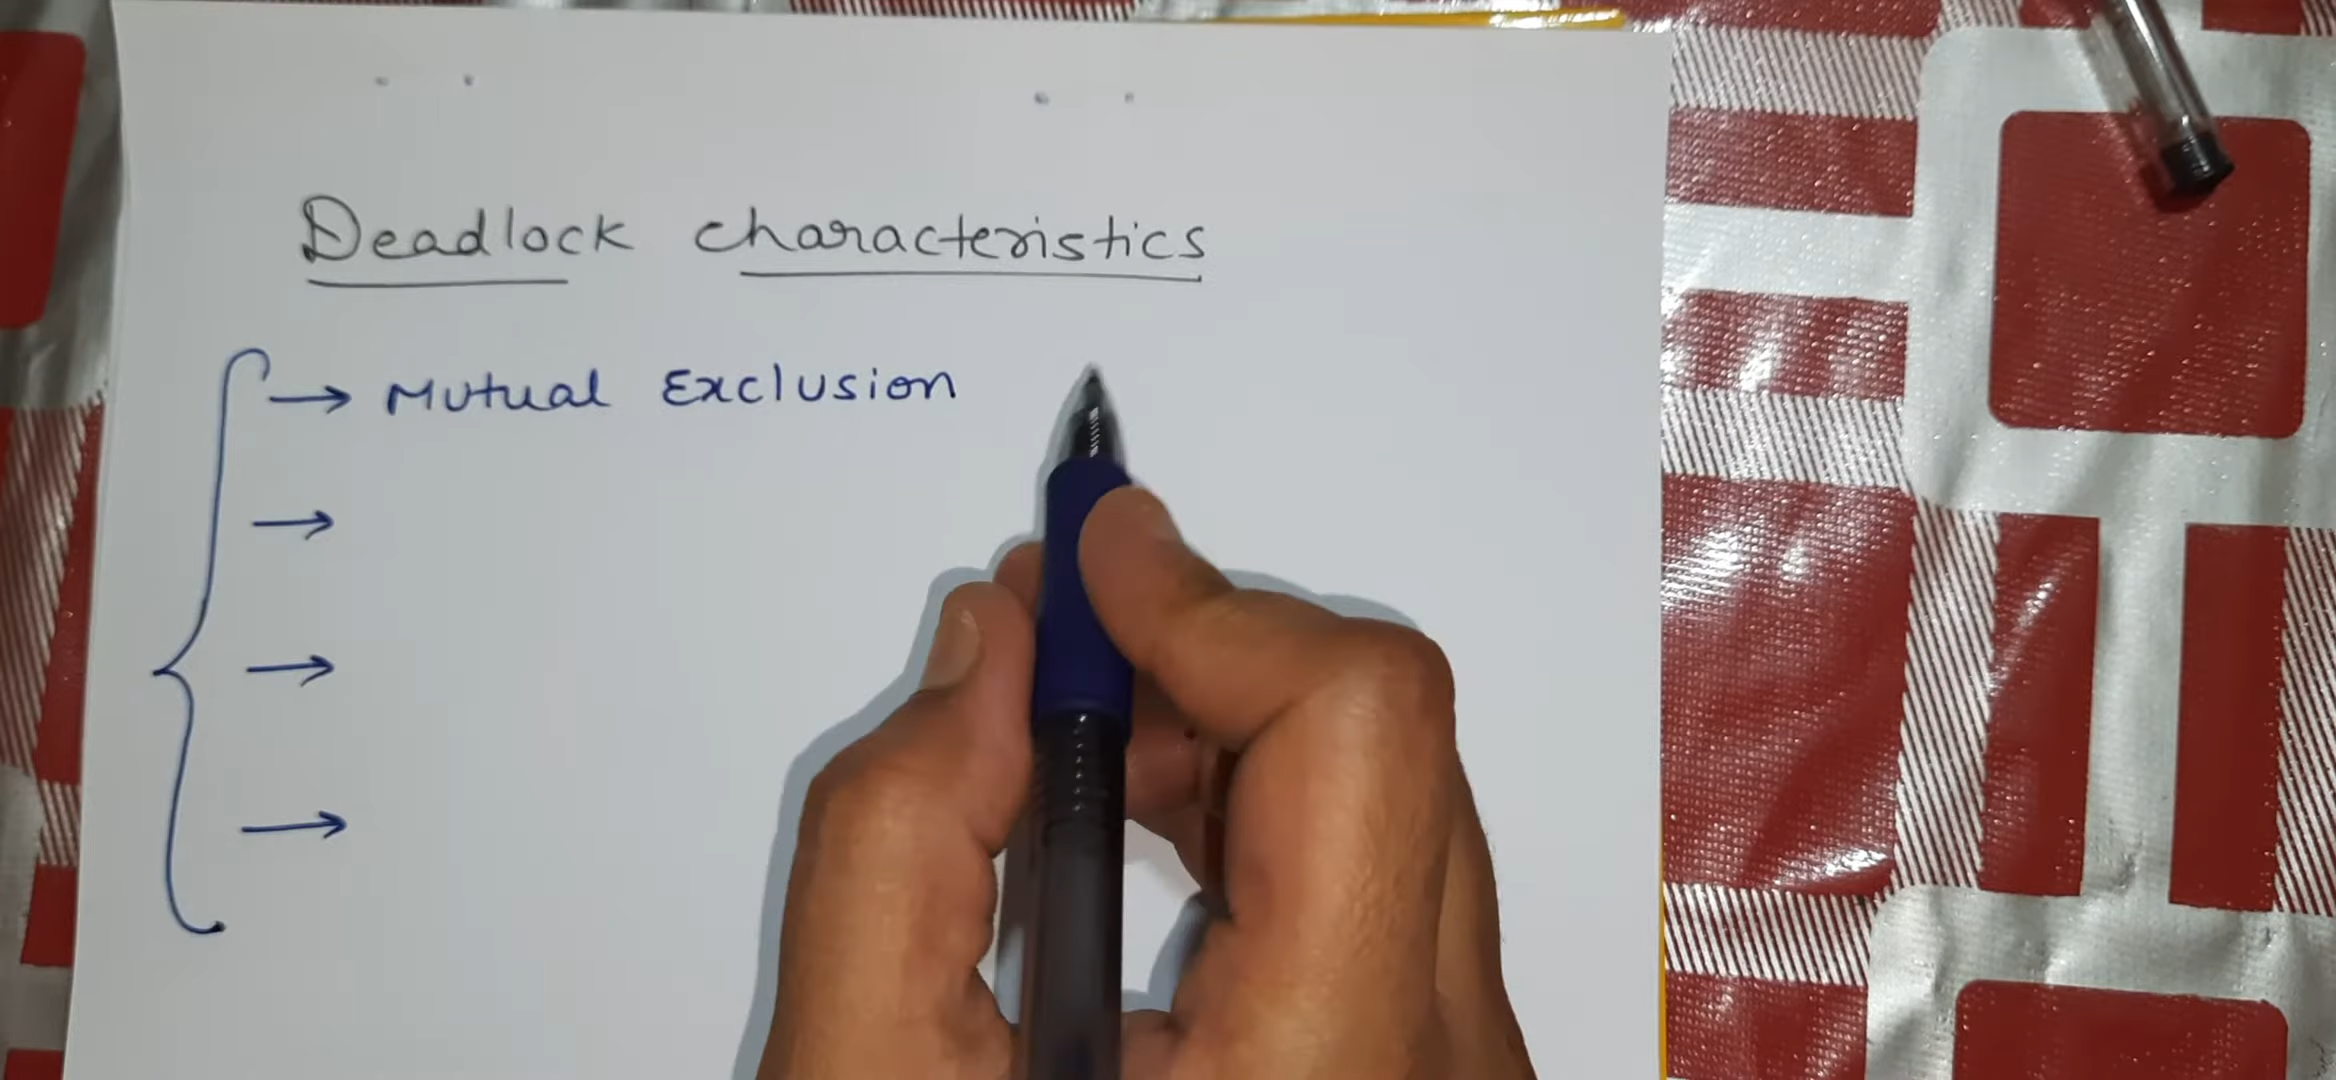 Deadlock characteristics
→ Mutual Exclusion
→
→
→